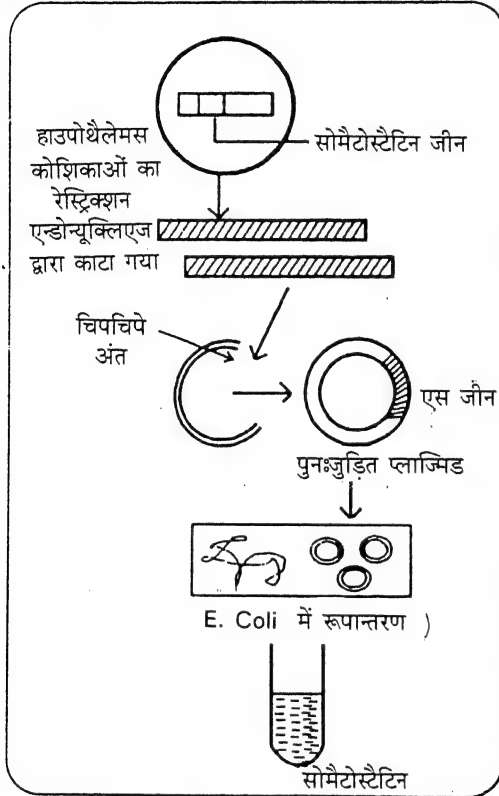 हाउपोथैलेमस
कोशिकाओं का
रेस्ट्रिक्शन
एन्डोन्यूक्लिएज
द्वारा काटा गया
सोमैटोस्टैटिन जीन
चिपचिपे
अंत
एस जीन
पुनःजुड़ित प्लाज्मिड
E. Coli में रूपान्तरण )
सोमैटोस्टैटिन